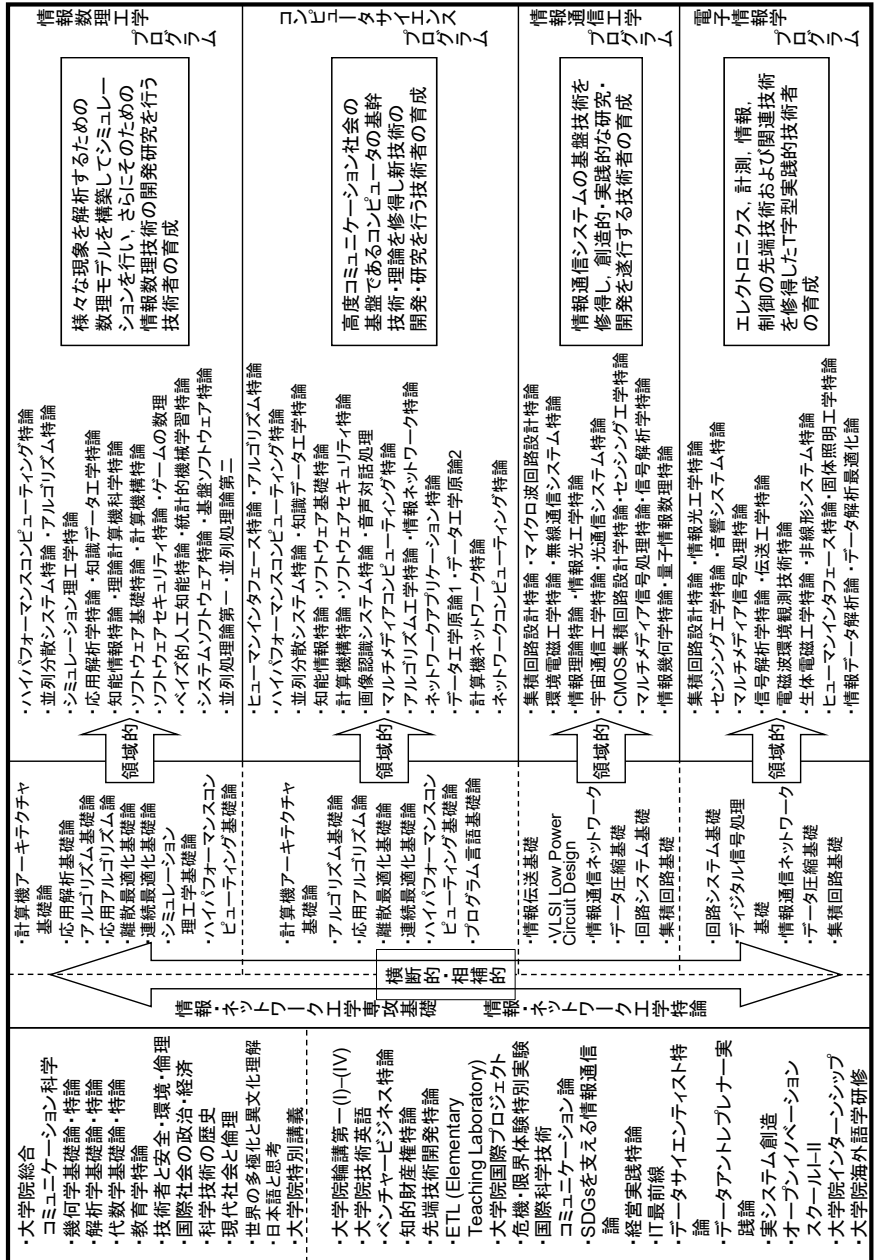 ・大学院総合
コミュニケーション科学
・幾何学基礎論・特論
・解析学基礎論・特論
・代数学基礎論・特論
・教育学特論
・技術者と安全・環境・倫理
・国際社会の政治・経済
・科学技術の歴史
・現代社会と倫理
・世界の多極化と異文化理解
・日本語と思考
・大学院特別講義
・大学院輪講第一(I)–(IV)
・大学院技術英語
・ベンチャービジネス特論
・知的財産権特論
・先端技術開発特論
・ETL (Elementary
Teaching Laboratory)
・大学院国際プロジェクト
・危機・限界体験特別実験
・国際科学技術
コミュニケーション論
・SDGsを支える情報通信
論
・経営実践特論
・IT最前線
・データサイエンティスト特
論
・データアントレプレナー実
践論
・実システム創造
・オープンイノベーション
スクールI–II
・大学院インターンシップ
・大学院海外語学研修
情報・ネットワーク工学専攻基礎
情報・ネットワーク工学特論
横断的・相補的
・計算機アーキテクチャ
基礎論
・応用解析基礎論
・アルゴリズム基礎論
・応用アルゴリズム論
・離散最適化基礎論
・連続最適化基礎論
・シミュレーション
理工学基礎論
・ハイパフォーマンスコン
ピューティング基礎論
領域的
・ハイパフォーマンスコンピューティング特論
・並列分散システム特論・アルゴリズム特論
・シミュレーション理工学特論
・応用解析学特論・知識データ工学特論
・知能情報特論・理論計算機科学特論
・ソフトウェア基礎特論・計算機構特論
・ソフトウェアセキュリティ特論・ゲームの数理
・ベイズ的人工知能特論・統計的機械学習特論
・システムソフトウェア特論・基盤ソフトウェア特論
・並列処理論第一・並列処理論第二
様々な現象を解析するための
数理モデルを構築してシミュレー
ションを行い、さらにそのための
情報数理技術の開発研究を行う
技術者の育成
情報数理工学
プログラム
・計算機アーキテクチャ
基礎論
・アルゴリズム基礎論
・応用アルゴリズム論
・離散最適化基礎論
・連続最適化基礎論
・ハイパフォーマンスコン
ピューティング基礎論
・プログラム言語基礎論
領域的
・ヒューマンインタフェース特論・アルゴリズム特論
・ハイパフォーマンスコンピューティング特論
・並列分散システム特論・知識データ工学特論
・知能情報特論・ソフトウェア基礎特論
・計算機構特論・ソフトウェアセキュリティ特論
・画像認識システム特論・音声対話処理
・マルチメディアコンピューティング特論
・アルゴリズム工学特論・情報ネットワーク特論
・ネットワークアプリケーション特論
・データ工学原論1・データ工学原論2
・計算機ネットワーク特論
・ネットワークコンピューティング特論
高度コミュニケーション社会の
基盤であるコンピュータの基幹
技術・理論を修得し新技術の
開発・研究を行う技術者の育成
コンピュータサイエンス
プログラム
・情報伝送基礎
・VLSI Low Power
Circuit Design
・情報通信ネットワーク
・データ圧縮基礎
・回路システム基礎
・集積回路基礎
領域的
・集積回路設計特論・マイクロ波回路設計特論
・環境電磁工学特論・無線通信システム特論
・情報理論特論・情報光工学特論
・宇宙通信工学特論・光通信システム特論
・CMOS集積回路設計学特論・センシング工学特論
・マルチメディア信号処理特論・信号解析学特論
・情報幾何学特論・量子情報数理特論
情報通信システムの基盤技術を
修得し、創造的・実践的な研究・
開発を遂行する技術者の育成
情報通信工学
プログラム
・回路システム基礎
・ディジタル信号処理
基礎
・情報通信ネットワーク
・データ圧縮基礎
・集積回路基礎
領域的
・集積回路設計特論・情報光工学特論
・センシング工学特論・音響システム特論
・マルチメディア信号処理特論
・信号解析学特論・伝送工学特論
・電磁波環境観測技術特論
・生体電磁工学特論・非線形システム特論
・ヒューマンインタフェース特論・固体照明工学特論
・情報データ解析論・データ解析最適化論
エレクトロニクス，計測，情報，
制御の先端技術および関連技術
を修得したT字型実践的技術者
の育成
電子情報学
プログラム